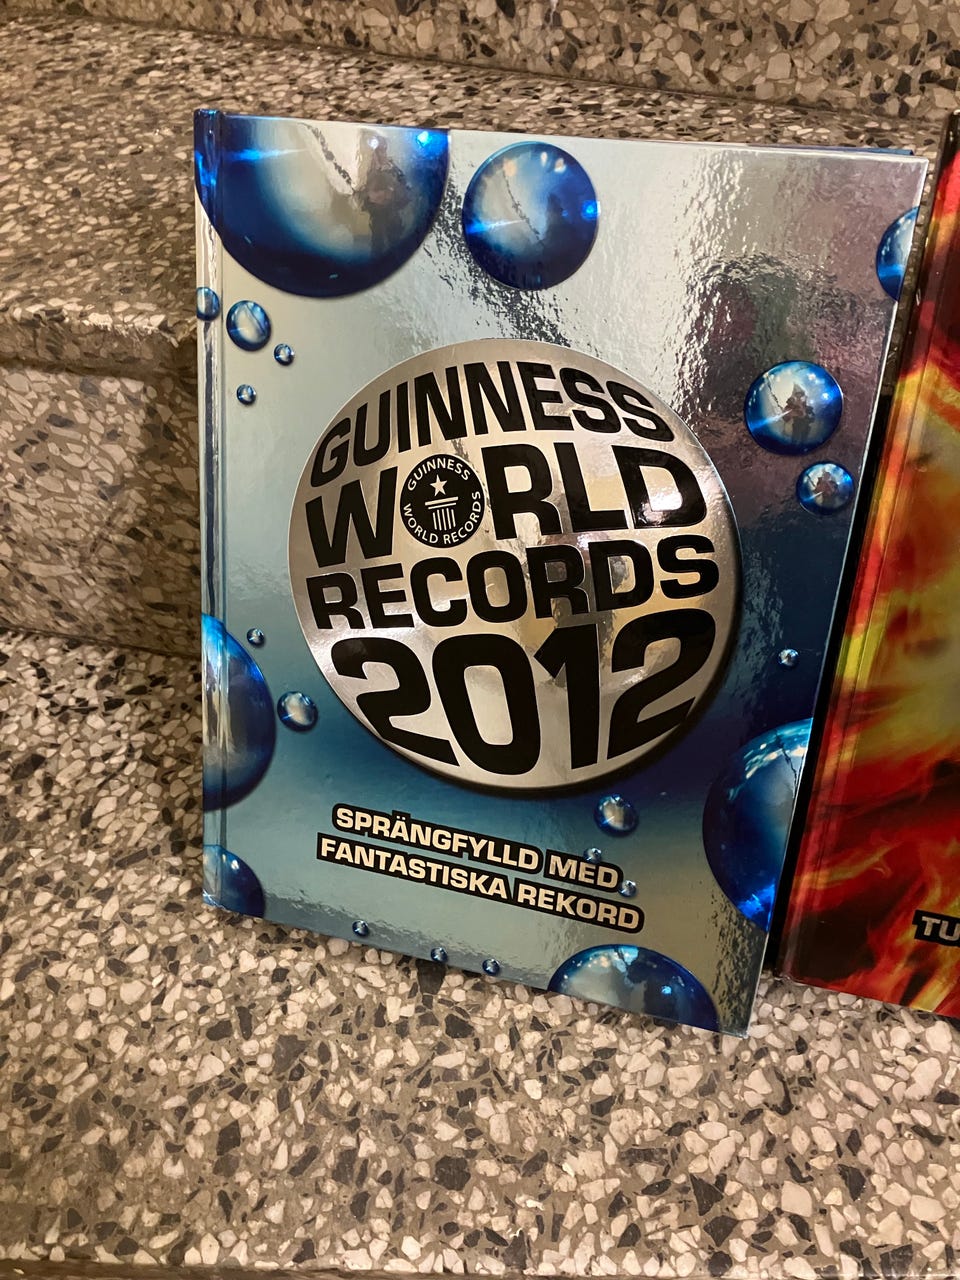 GUINNESS
WORLD
GUINNESS
WORLD RECORDS
RECORDS
2012
SPRÄNGFYLLD MED
FANTASTISKA REKORD
TU